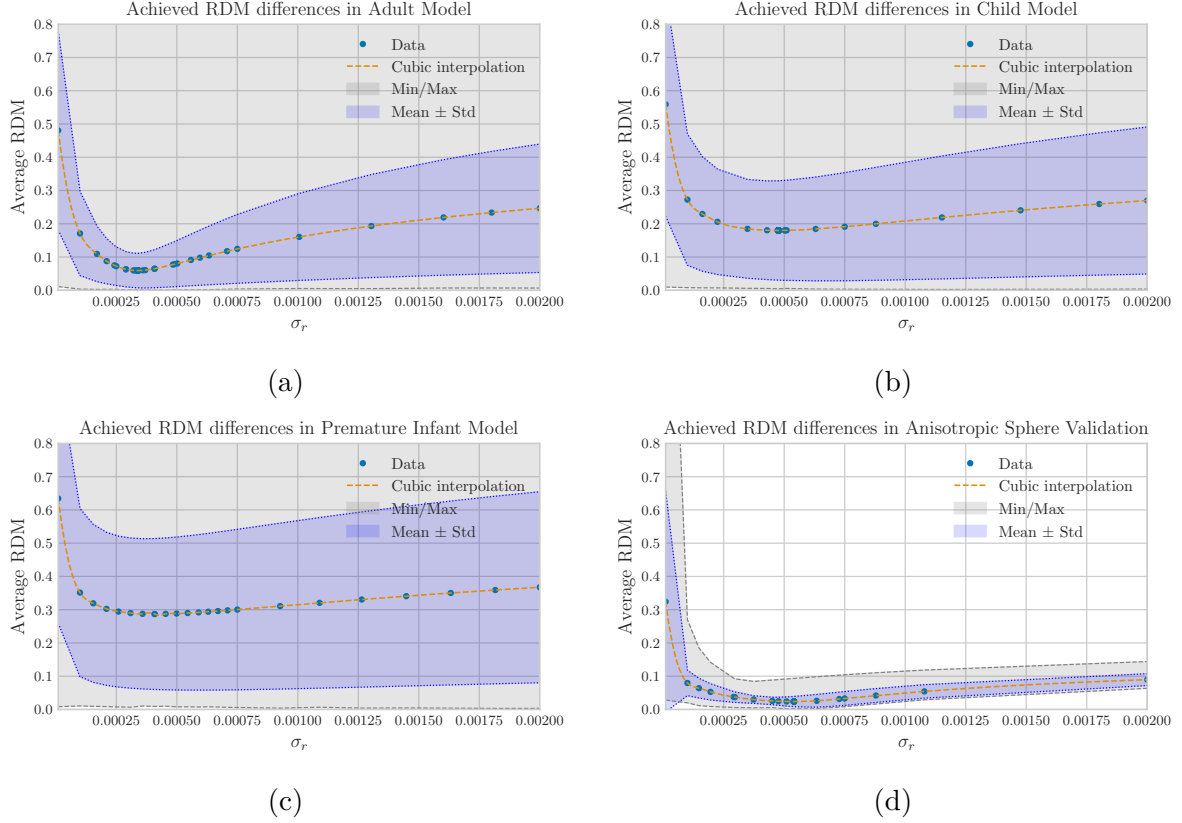 Achieved RDM differences in Adult Model
0.8
0.7
0.6
0.5
0.4
0.3
0.2
0.1
0.0
Average RDM
Data
Cubic interpolation
Min/Max
Mean ± Std
0.00025
0.00050
0.00075
0.00100
0.00125
0.00150
0.00175
0.00200
σr
(a)
Achieved RDM differences in Child Model
0.8
0.7
0.6
0.5
0.4
0.3
0.2
0.1
0.0
Average RDM
Data
Cubic interpolation
Min/Max
Mean ± Std
0.00025
0.00050
0.00075
0.00100
0.00125
0.00150
0.00175
0.00200
σr
(b)
Achieved RDM differences in Premature Infant Model
0.8
0.7
0.6
0.5
0.4
0.3
0.2
0.1
0.0
Average RDM
Data
Cubic interpolation
Min/Max
Mean ± Std
0.00025
0.00050
0.00075
0.00100
0.00125
0.00150
0.00175
0.00200
σr
(c)
Achieved RDM differences in Anisotropic Sphere Validation
0.8
0.7
0.6
0.5
0.4
0.3
0.2
0.1
0.0
Average RDM
Data
Cubic interpolation
Min/Max
Mean ± Std
0.00025
0.00050
0.00075
0.00100
0.00125
0.00150
0.00175
0.00200
σr
(d)